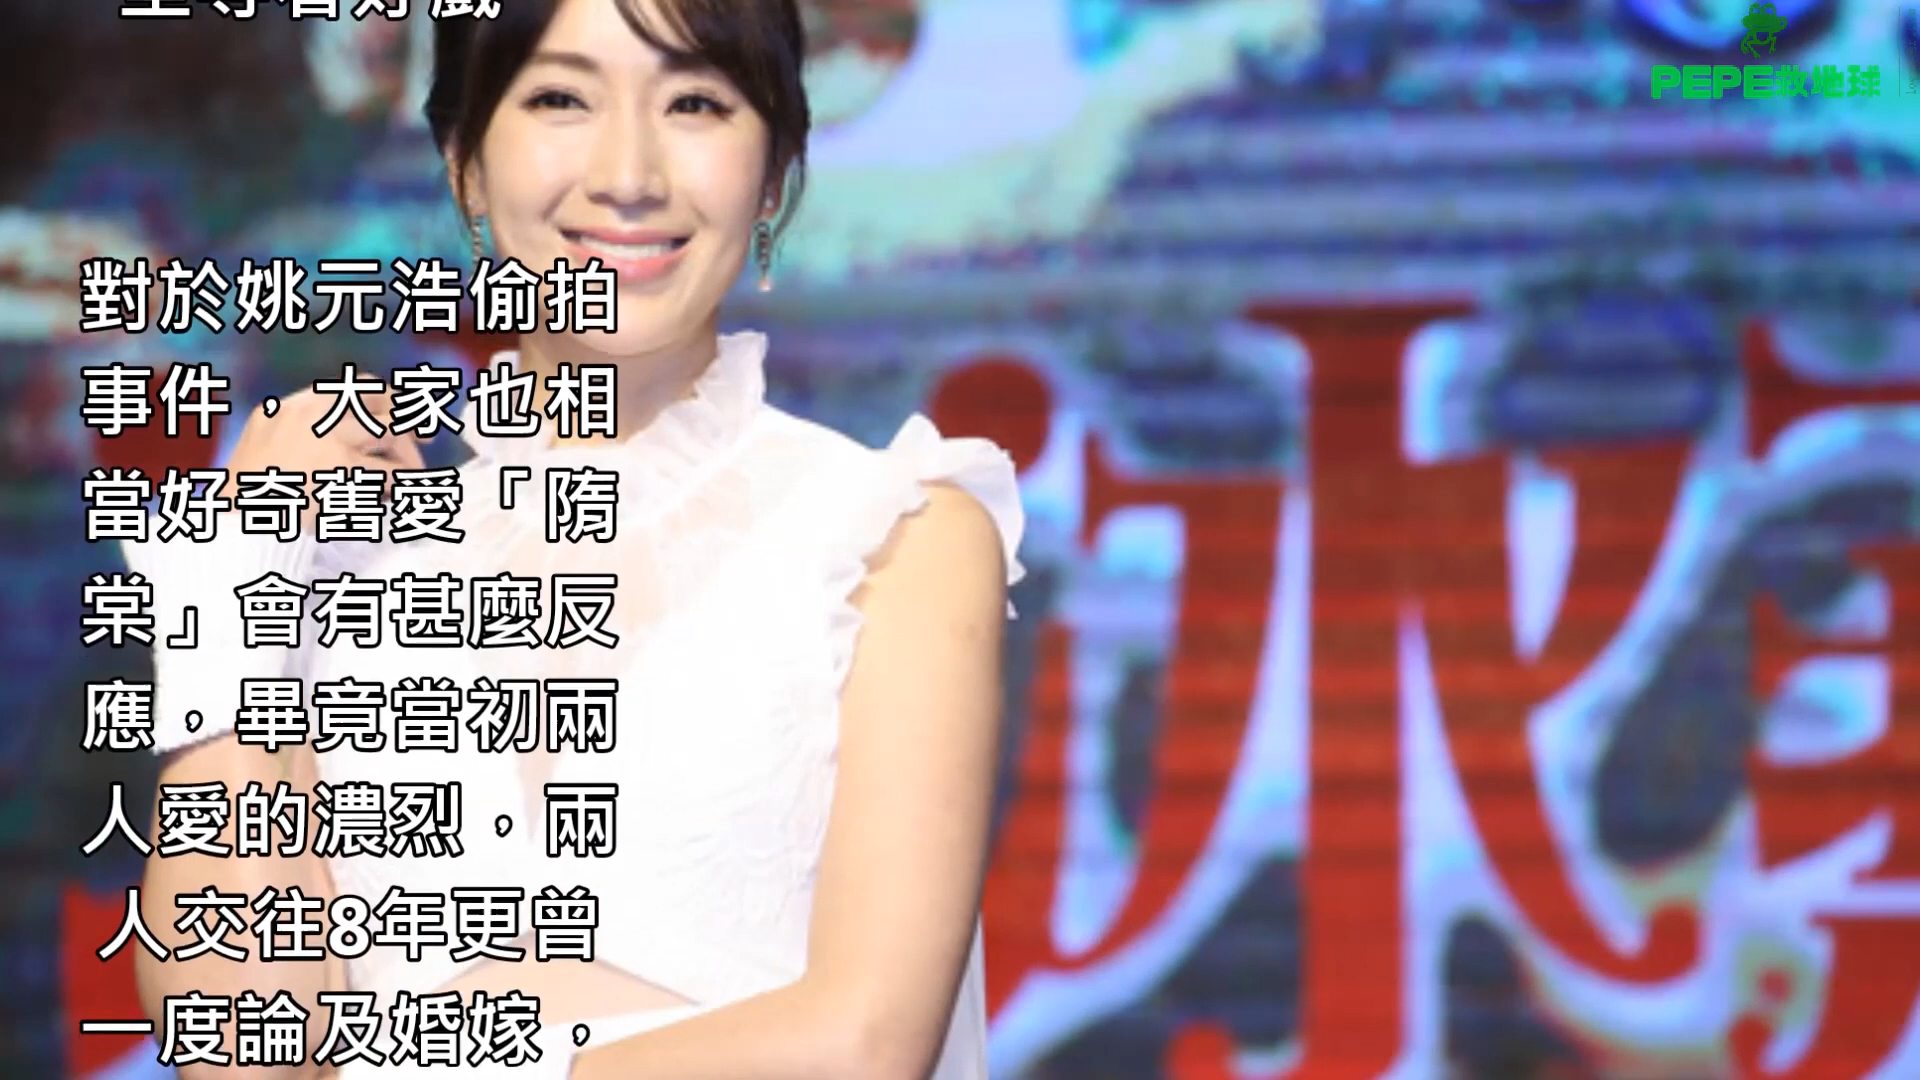 PEPE救地球
對於姚元浩偷拍
事件，大家也相
當好奇舊愛「隋
棠」會有甚麼反
應，畢竟當初兩
人愛的濃烈，兩
人交往8年更曾
一度論及婚嫁，